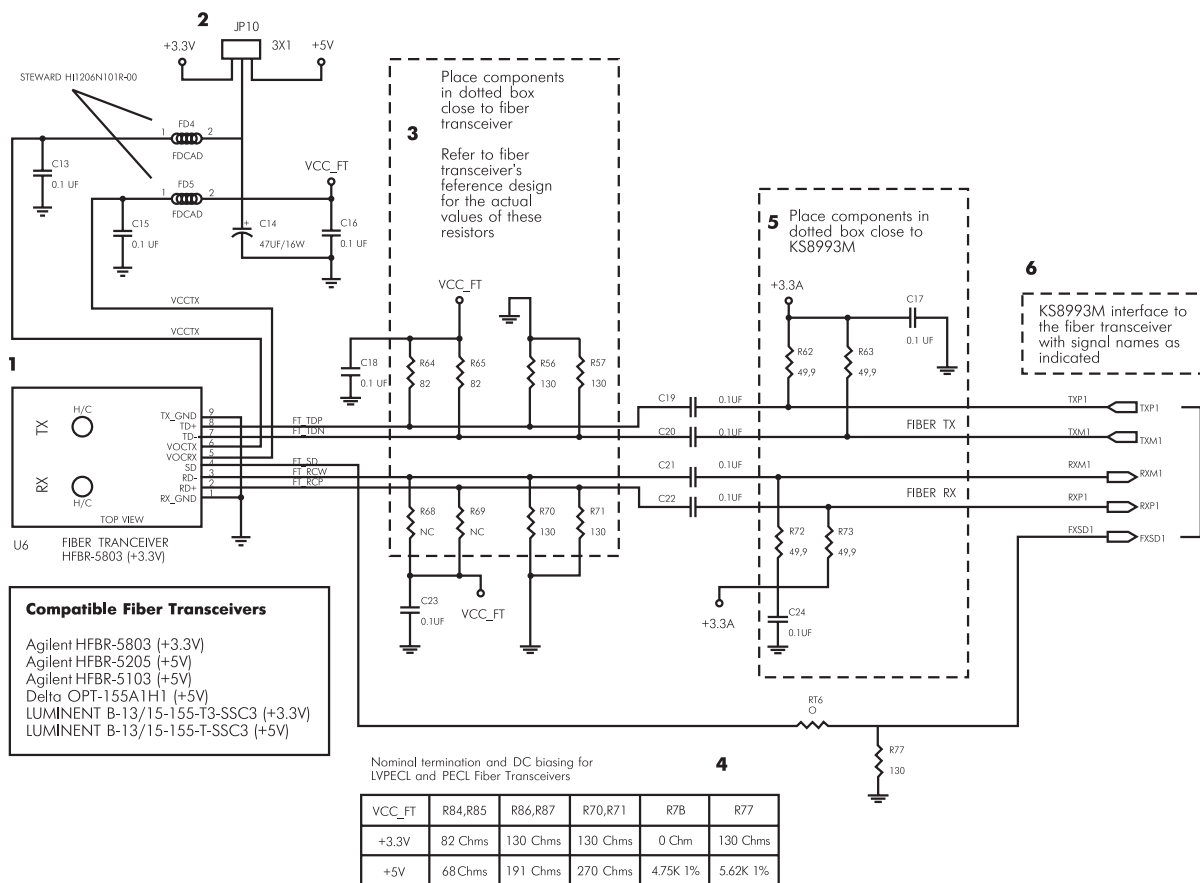 2
JP10
+3.3V
3X1
+5V
STEWARD HI1206N101R-00
FD4
1
2
FDCAD
C13
0.1 UF
VCC_FT
FD5
1
2
FDCAD
C15
0.1 UF
C14
+
47UF/16W
C16
0.1 UF
VCCTX
VCCTX
3
Place components
in dotted box
close to fiber
transceiver
Refer to fiber
transceiver's
feference design
for the actual
values of these
resistors
VCC_FT
C18
0.1 UF
R64
82
R65
82
R56
130
R57
130
5
Place components in
dotted box close to
KS8993M
+3.3A
C17
0.1 UF
R62
49,9
R63
49,9
6
KS8993M interface to
the fiber transceiver
with signal names as
indicated
1
H/C
TX
H/C
RX
TOP VIEW
TX_GND
TD+
TD-
VOCTX
VOCRX
SD
RD-
RD+
RX_GND
9
8
7
6
5
4
3
2
1
FT_TDP
FT_TDN
FT_SD
FT_RCW
FT_RCP
U6
FIBER TRANCEIVER
HFBR-5803 (+3.3V)
C19
0.1UF
C20
0.1UF
C21
0.1UF
C22
0.1UF
FIBER TX
FIBER RX
TXP1
TXP1
TXM1
TXM1
RXM1
RXM1
RXP1
RXP1
FXSD1
FXSD1
R68
NC
R69
NC
R70
130
R71
130
C23
0.1UF
VCC_FT
R72
49,9
R73
49,9
+3.3A
C24
0.1UF
RT6
O
R77
130
Compatible Fiber Transceivers
Agilent HFBR-5803 (+3.3V)
Agilent HFBR-5205 (+5V)
Agilent HFBR-5103 (+5V)
Delta OPT-155A1H1 (+5V)
LUMINENT B-13/15-155-T3-SSC3 (+3.3V)
LUMINENT B-13/15-155-T-SSC3 (+5V)
Nominal termination and DC biasing for
LVPECL and PECL Fiber Transceivers
4
VCC_FT R84,R85 R86,R87 R70,R71 R7B R77
+3.3V 82 Chms 130 Chms 130 Chms 0 Chm 130 Chms
+5V 68Chms 191 Chms 270 Chms 4.75K 1% 5.62K 1%